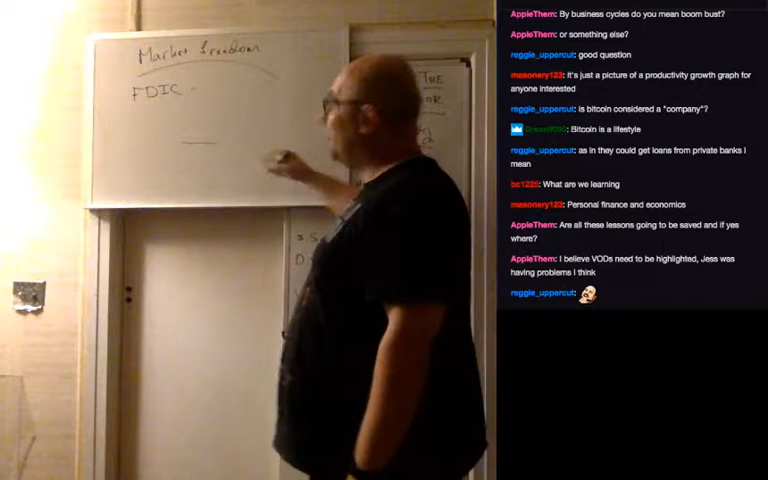 Market freedom
FDIC -
THE
3 S
D
AppleThem: By business cycles do you mean boom bust?
AppleThem: or something else?
reggie_uppercut: good question
masonery123: it's just a picture of a productivity growth graph for
anyone interested
reggie_uppercut: is bitcoin considered a "company"?
Bitcoin is a lifestyle
reggie_uppercut: as in they could get loans from private banks i
mean
bc1225: What are we learning
masonery123: Personal finance and economics
AppleThem: Are all these lessons going to be saved and if yes
where?
AppleThem: I believe VODs need to be highlighted, Jess was
having problems I think
reggie_uppercut: